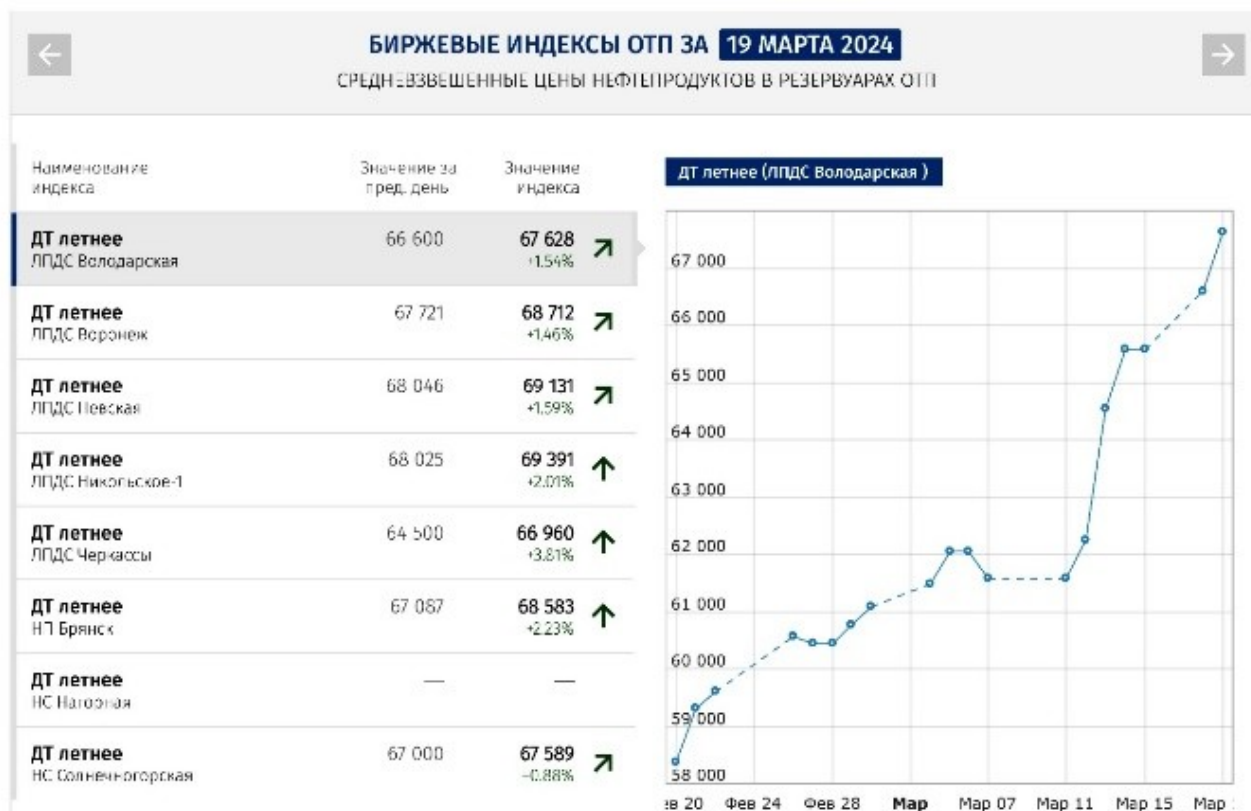 БИРЖЕВЫЕ ИНДЕКСЫ ОТП ЗА 19 МАРТА 2024
СРЕДНЕВЗВЕШЕННЫЕ ЦЕНЫ НЕФТЕПРОДУКТОВ В РЕЗЕРВУАРАХ ОТП
Наименование индекса
Значение за пред. день
Значение индекса
ДТ летнее 66 600 67 628
ЛПДС Володарская +1.54%
ДТ летнее 67 721 68 712
ЛПДС Воронеж +1.46%
ДТ летнее 68 046 69 131
ЛПДС Невская +1.59%
ДТ летнее 68 025 69 391
ЛПДС Никольское-1 +2.01%
ДТ летнее 64 500 66 960
ЛПДС Черкассы +3.81%
ДТ летнее 67 087 68 583
НП Брянск +2.23%
ДТ летнее — —
НС Нагорная
ДТ летнее 67 000 67 589
НС Солнечногорская +0.88%
ДТ летнее (ЛПДС Володарская )
67 000
66 000
65 000
64 000
63 000
62 000
61 000
60 000
59 000
58 000
ев 20 Фев 24 Фев 28 Мар Мар 07 Мар 11 Мар 15 Мар